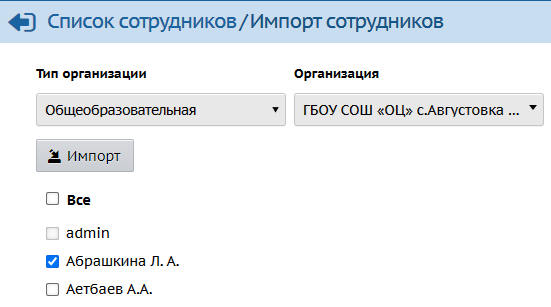 Список сотрудников/Импорт сотрудников
Тип организации Организация
Общеобразовательная ГБОУ СОШ «ОЦ» с.Августовка ...
Импорт
Все
admin
Абрашкина Л. А.
Аетбаев А.А.